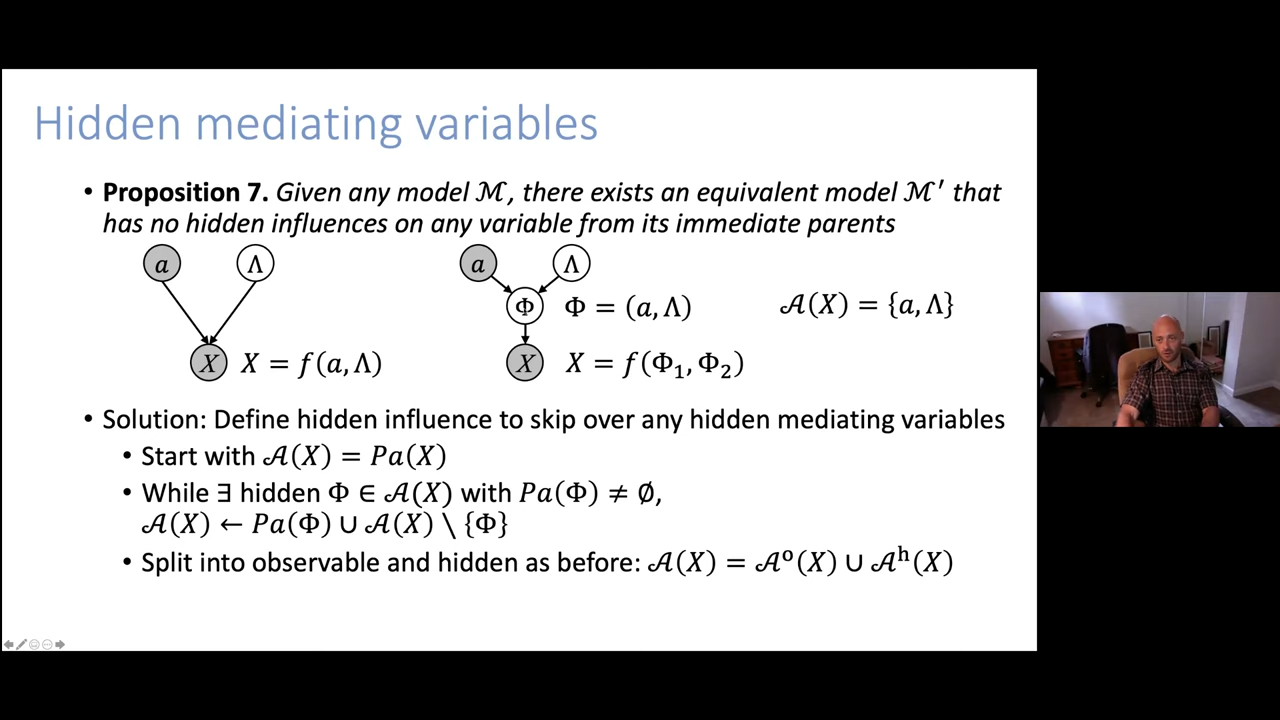 Hidden mediating variables
• Proposition 7. Given any model ℳ, there exists an equivalent model ℳ′ that
has no hidden influences on any variable from its immediate parents
a Λ a Λ
Φ Φ = (a, Λ) 𝒜(X) = {a, Λ}
X X = f(a, Λ) X X = f(Φ₁, Φ₂)
• Solution: Define hidden influence to skip over any hidden mediating variables
• Start with 𝒜(X) = Pa(X)
• While ∃ hidden Φ ∈ 𝒜(X) with Pa(Φ) ≠ ∅,
𝒜(X) ← Pa(Φ) ∪ 𝒜(X) \ {Φ}
• Split into observable and hidden as before: 𝒜(X) = 𝒜ᵒ(X) ∪ 𝒜ʰ(X)